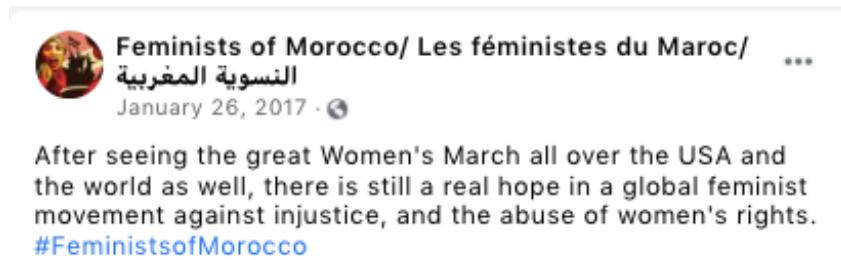 Feminists of Morocco/ Les féministes du Maroc/
النسوية المغربية
January 26, 2017 ·
After seeing the great Women's March all over the USA and
the world as well, there is still a real hope in a global feminist
movement against injustice, and the abuse of women's rights.
#FeministsofMorocco